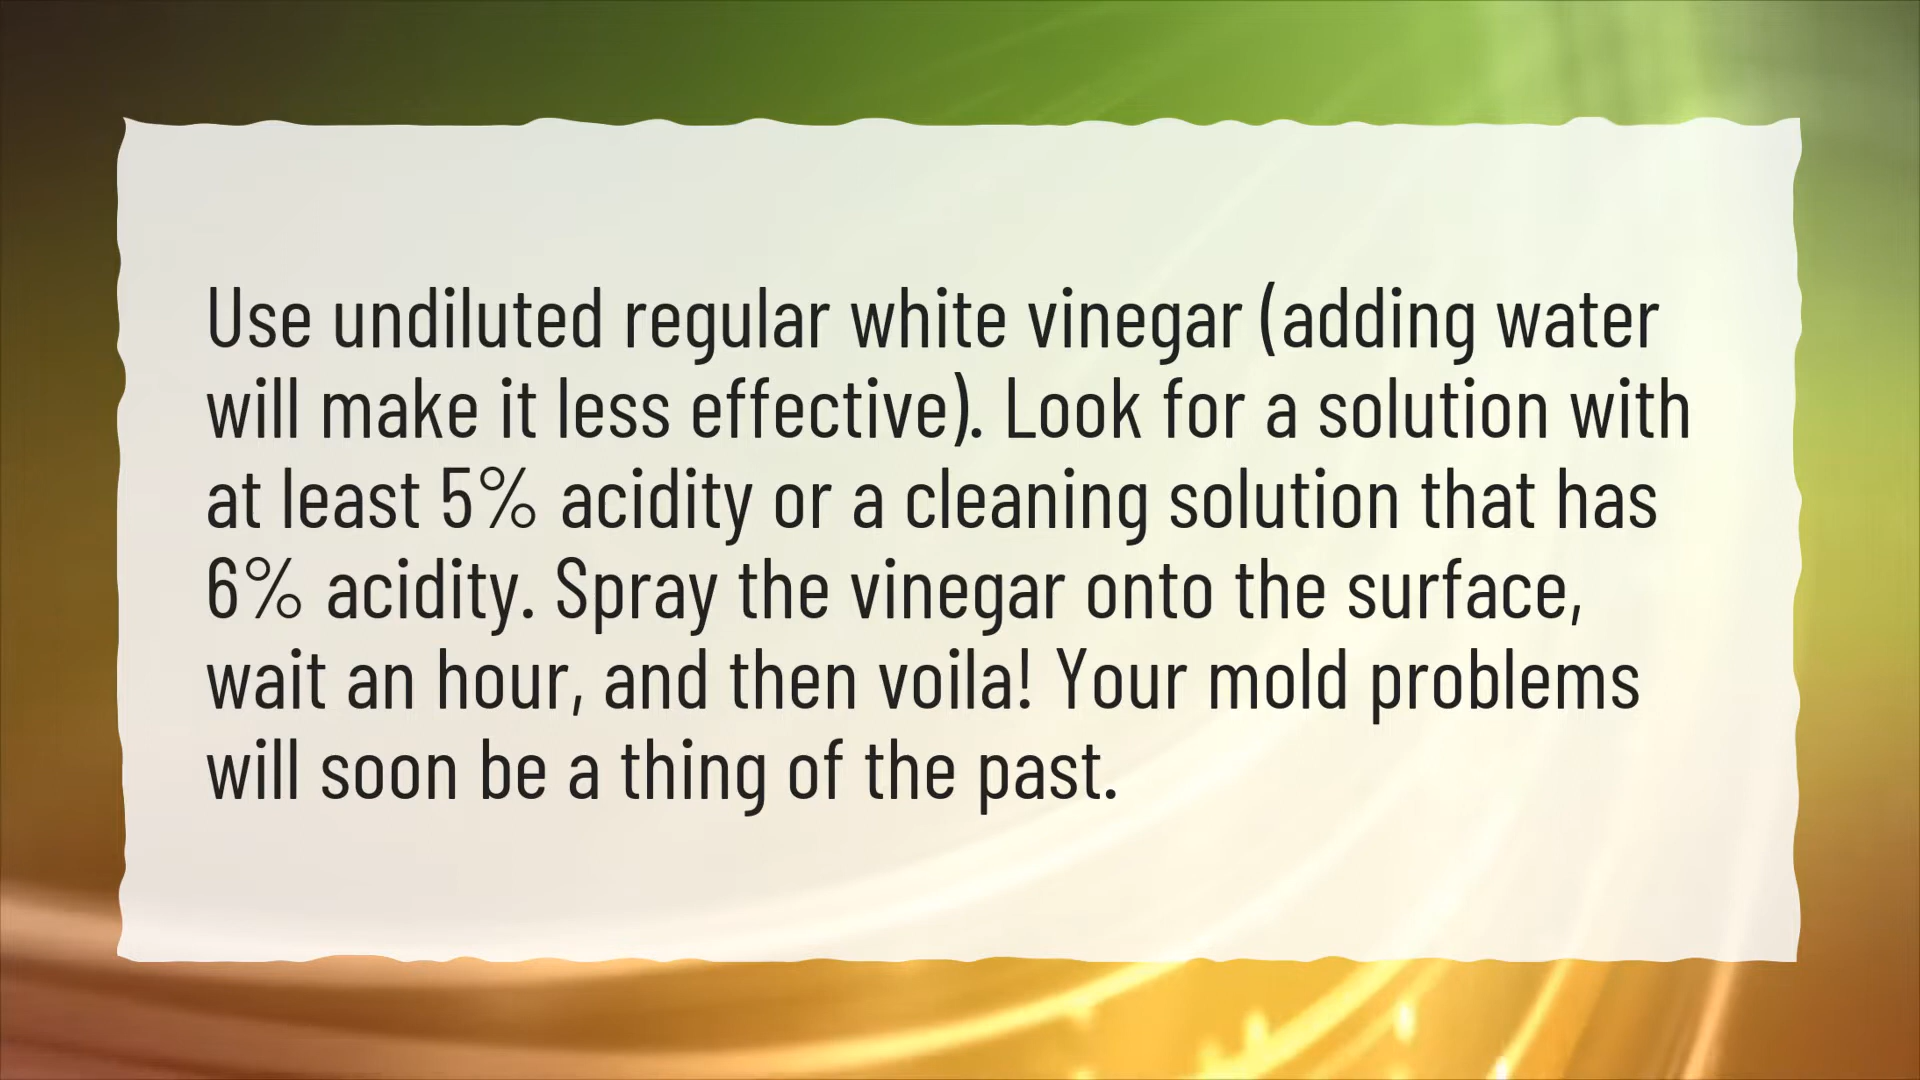 Use undiluted regular white vinegar (adding water
will make it less effective). Look for a solution with
at least 5% acidity or a cleaning solution that has
6% acidity. Spray the vinegar onto the surface,
wait an hour, and then voila! Your mold problems
will soon be a thing of the past.